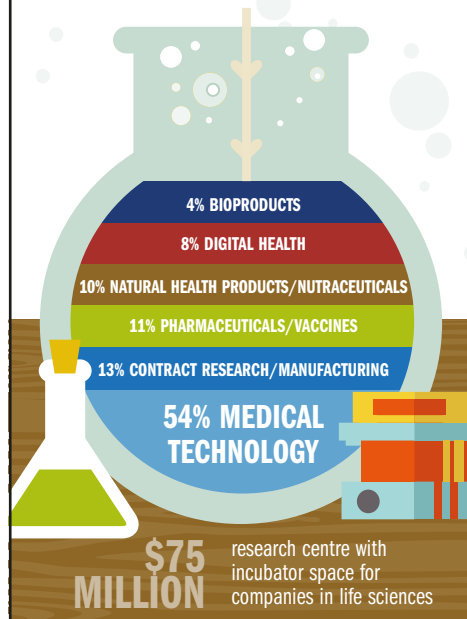 4% BIOPRODUCTS
8% DIGITAL HEALTH
10% NATURAL HEALTH PRODUCTS/NUTRACEUTICALS
11% PHARMACEUTICALS/VACCINES
13% CONTRACT RESEARCH/MANUFACTURING
54% MEDICAL
TECHNOLOGY
$75
MILLION
research centre with
incubator space for
companies in life sciences